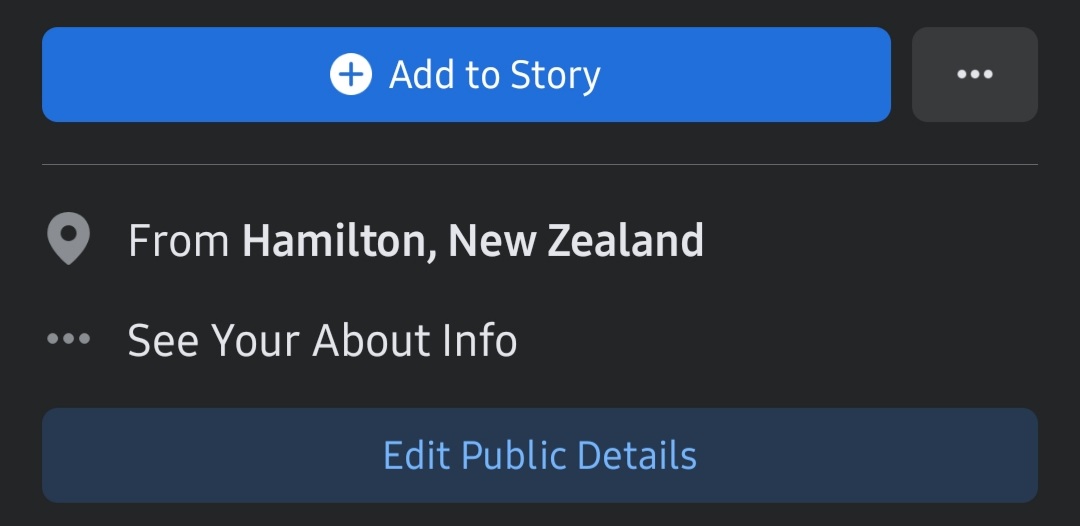 Add to Story
From Hamilton, New Zealand
See Your About Info
Edit Public Details